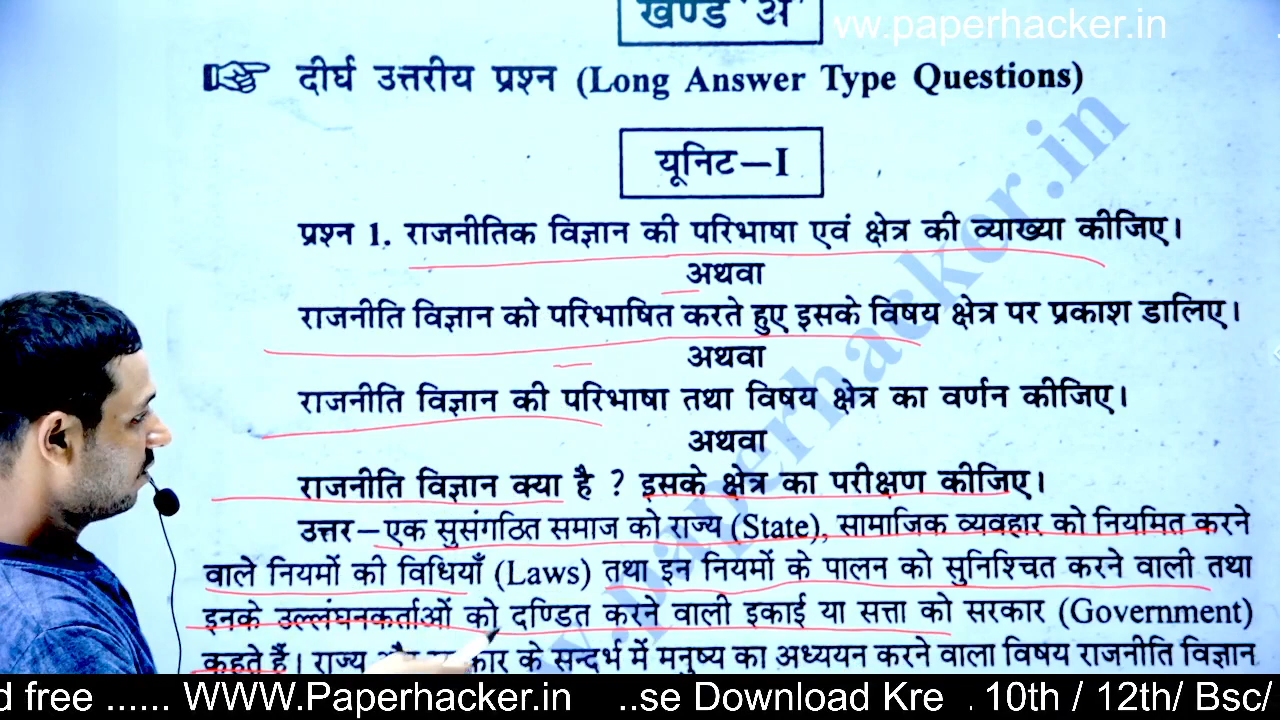 खण्ड 'अ'
vw.paperhacker.in
दीर्घ उत्तरीय प्रश्न (Long Answer Type Questions)
यूनिट–I
प्रश्न 1. राजनीतिक विज्ञान की परिभाषा एवं क्षेत्र की व्याख्या कीजिए।
अथवा
राजनीति विज्ञान को परिभाषित करते हुए इसके विषय क्षेत्र पर प्रकाश डालिए।
अथवा
राजनीति विज्ञान की परिभाषा तथा विषय क्षेत्र का वर्णन कीजिए।
अथवा
राजनीति विज्ञान क्या है ? इसके क्षेत्र का परीक्षण कीजिए।
उत्तर–एक सुसंगठित समाज को राज्य (State), सामाजिक व्यवहार को नियमित करने
वाले नियमों की विधियाँ (Laws) तथा इन नियमों के पालन को सुनिश्चित करने वाली तथा
इनके उल्लंघनकर्ताओं को दण्डित करने वाली इकाई या सत्ता को सरकार (Government)
कहते हैं। राज्य के सन्दर्भ में मनुष्य का अध्ययन करने वाला विषय राजनीति विज्ञान
w.paperhacker.in
d free ...... WWW.Paperhacker.in ..se Download Kre . 10th / 12th/ Bsc/